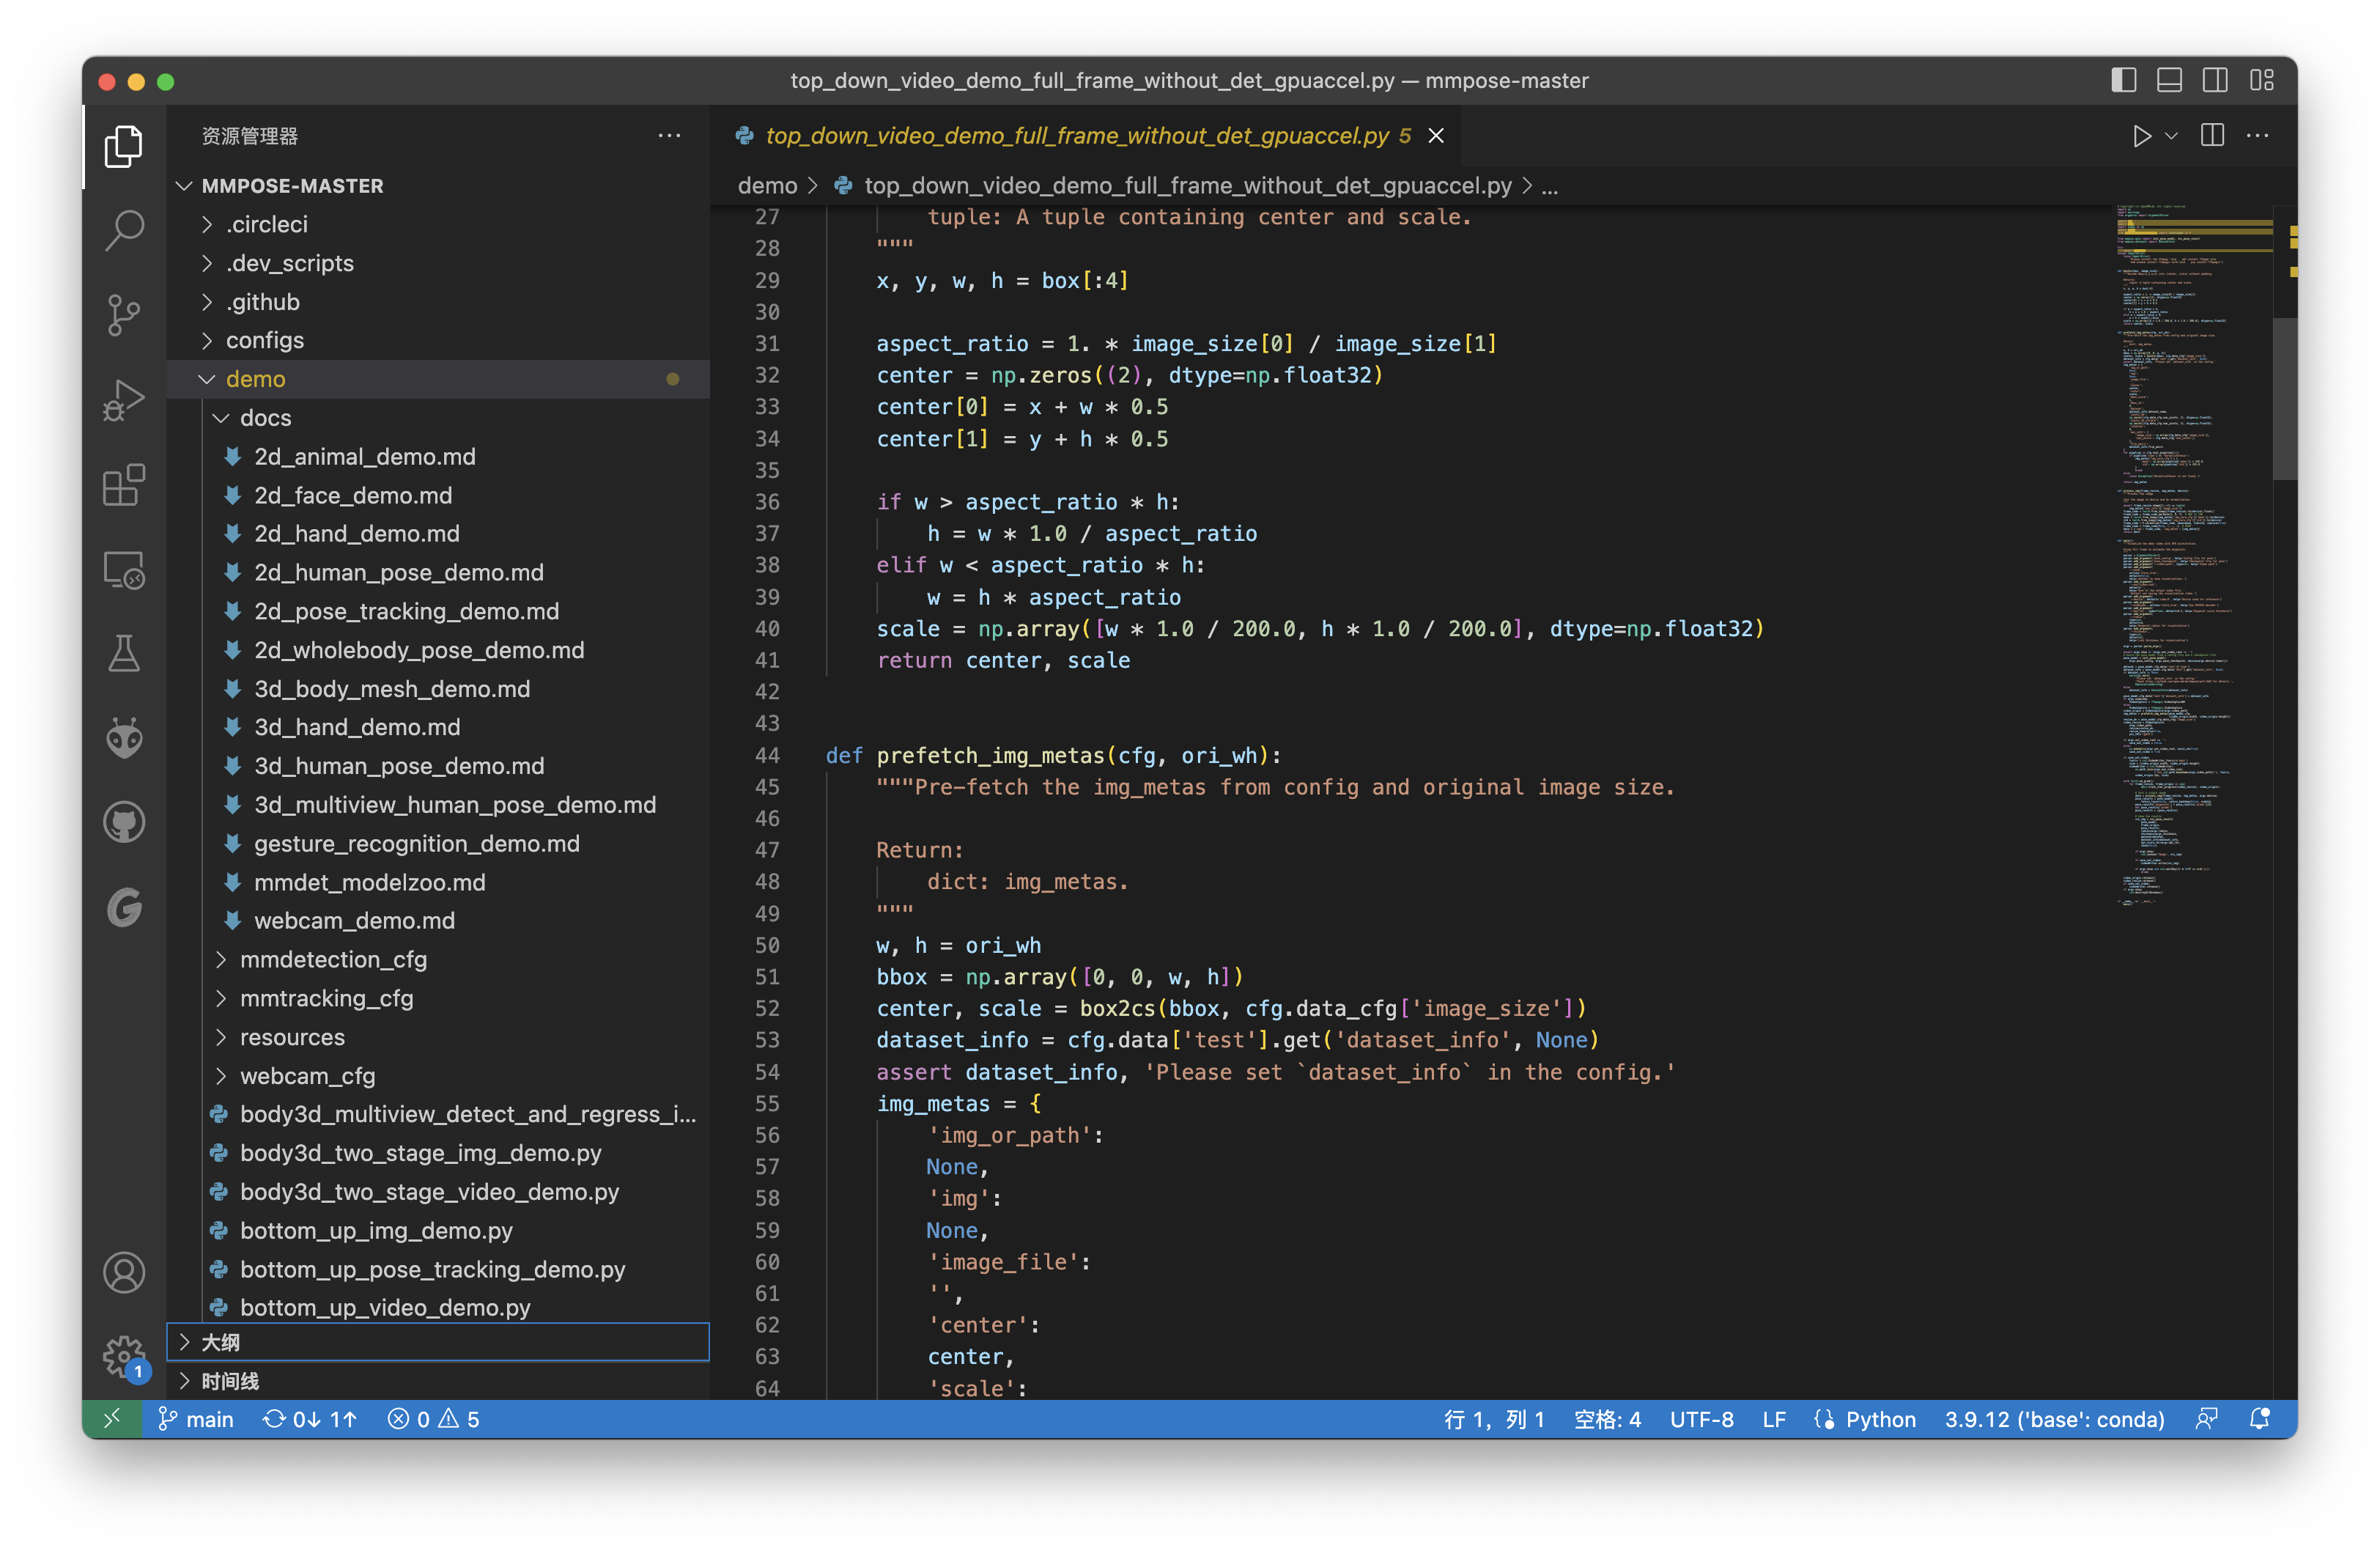 top_down_video_demo_full_frame_without_det_gpuaccel.py — mmpose-master
资源管理器
MMPOSE-MASTER
.circleci
.dev_scripts
.github
configs
demo
docs
2d_animal_demo.md
2d_face_demo.md
2d_hand_demo.md
2d_human_pose_demo.md
2d_pose_tracking_demo.md
2d_wholebody_pose_demo.md
3d_body_mesh_demo.md
3d_hand_demo.md
3d_human_pose_demo.md
3d_multiview_human_pose_demo.md
gesture_recognition_demo.md
mmdet_modelzoo.md
webcam_demo.md
mmdetection_cfg
mmtracking_cfg
resources
webcam_cfg
body3d_multiview_detect_and_regress_i...
body3d_two_stage_img_demo.py
body3d_two_stage_video_demo.py
bottom_up_img_demo.py
bottom_up_pose_tracking_demo.py
bottom_up_video_demo.py
大纲
时间线
1
top_down_video_demo_full_frame_without_det_gpuaccel.py 5
demo > top_down_video_demo_full_frame_without_det_gpuaccel.py > ...
27         tuple: A tuple containing center and scale.
28     """
29     x, y, w, h = box[:4]
30
31     aspect_ratio = 1. * image_size[0] / image_size[1]
32     center = np.zeros((2), dtype=np.float32)
33     center[0] = x + w * 0.5
34     center[1] = y + h * 0.5
35
36     if w > aspect_ratio * h:
37         h = w * 1.0 / aspect_ratio
38     elif w < aspect_ratio * h:
39         w = h * aspect_ratio
40     scale = np.array([w * 1.0 / 200.0, h * 1.0 / 200.0], dtype=np.float32)
41     return center, scale
42
43
44 def prefetch_img_metas(cfg, ori_wh):
45     """Pre-fetch the img_metas from config and original image size.
46
47     Return:
48         dict: img_metas.
49     """
50     w, h = ori_wh
51     bbox = np.array([0, 0, w, h])
52     center, scale = box2cs(bbox, cfg.data_cfg['image_size'])
53     dataset_info = cfg.data['test'].get('dataset_info', None)
54     assert dataset_info, 'Please set `dataset_info` in the config.'
55     img_metas = {
56         'img_or_path':
57         None,
58         'img':
59         None,
60         'image_file':
61         '',
62         'center':
63         center,
64         'scale':
main 0↓ 1↑ 0 5 行 1，列 1 空格: 4 UTF-8 LF Python 3.9.12 ('base': conda)